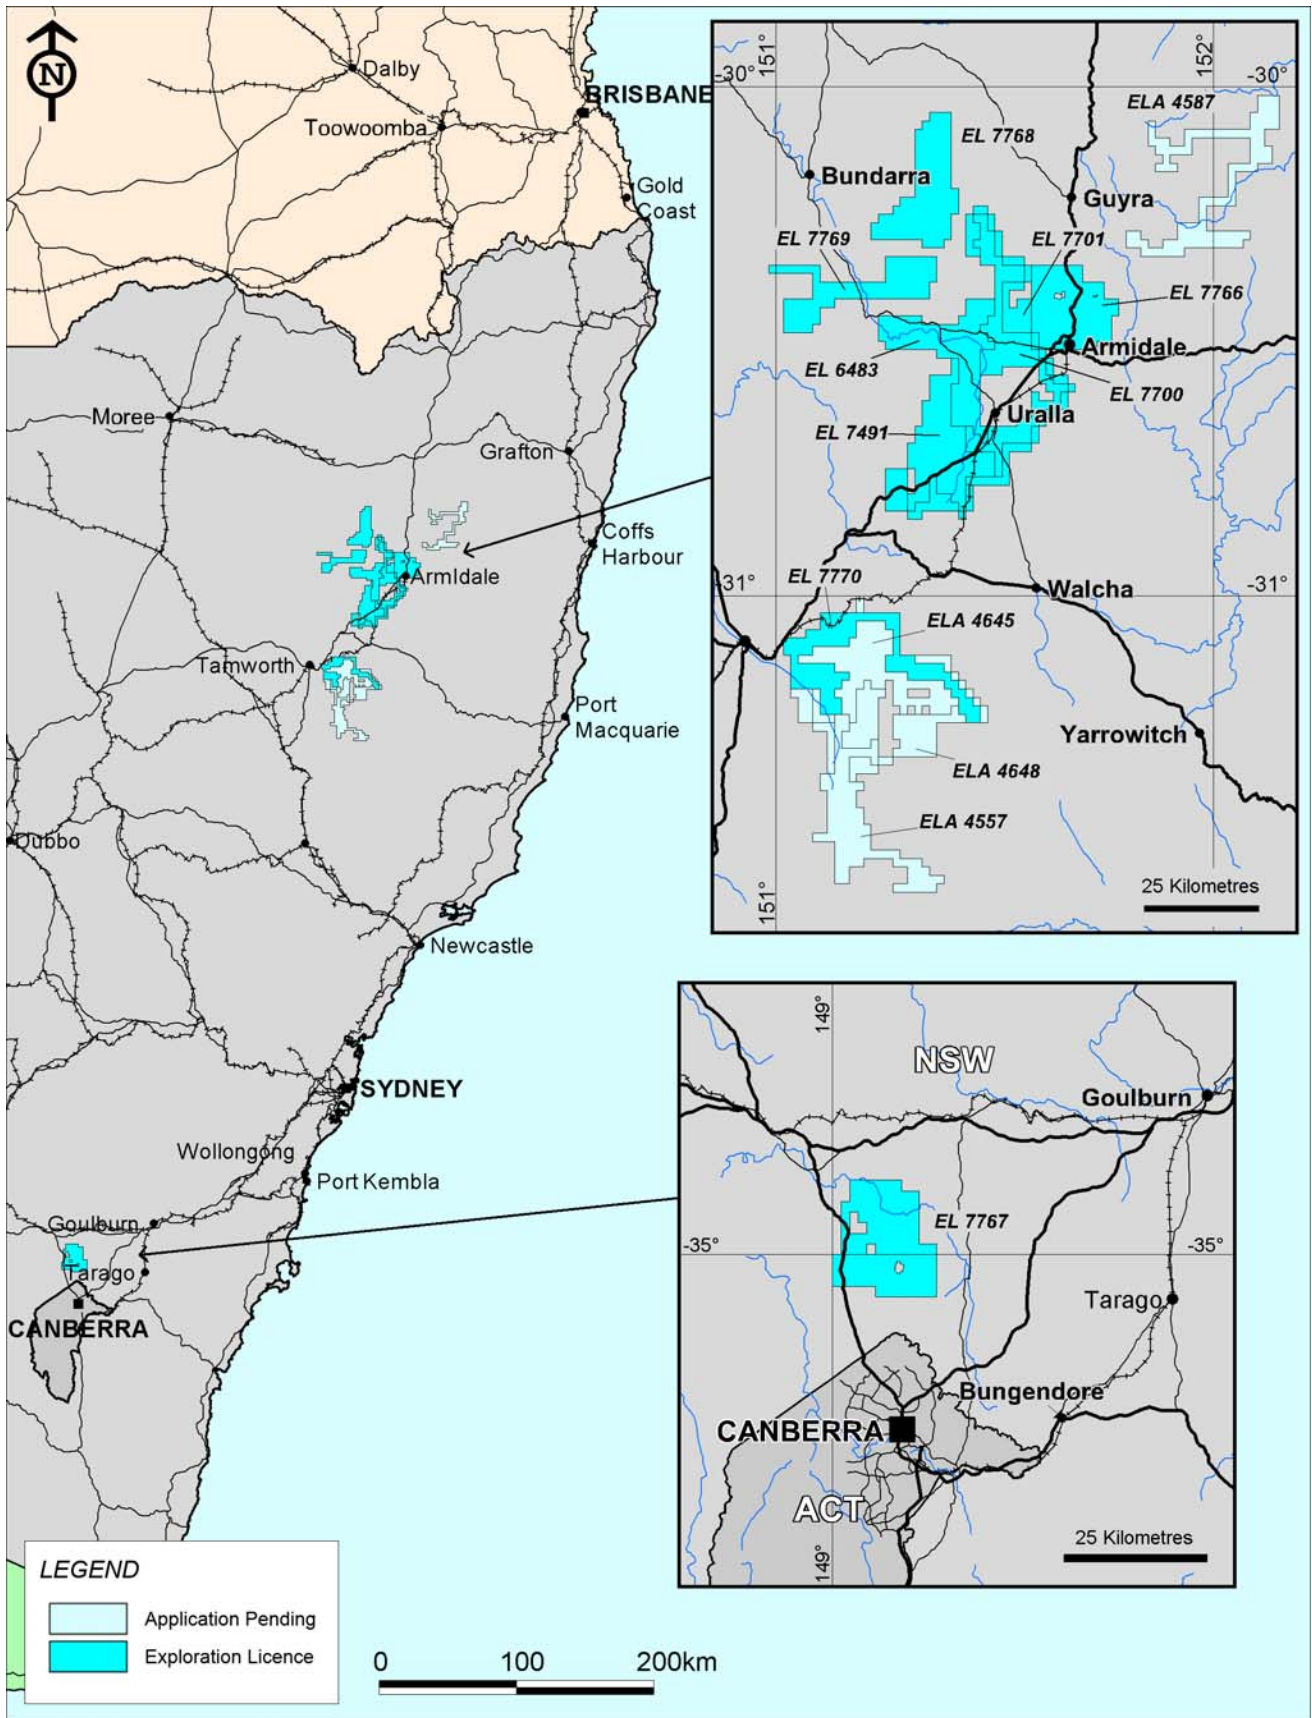 N
Dalby
BRISBANE
Toowoomba
Gold
Coast
Moree
Grafton
Coffs
Harbour
ArmIdale
Tamworth
Port
Macquarie
Dubbo
Newcastle
SYDNEY
Wollongong
Port Kembla
Goulburn
Tarago
CANBERRA
151°
152°
-30°
-30°
ELA 4587
EL 7768
Bundarra
Guyra
EL 7769
EL 7701
EL 7766
Armidale
EL 6483
EL 7700
Uralla
EL 7491
EL 7770
-31°
-31°
Walcha
ELA 4645
Yarrowitch
ELA 4648
ELA 4557
151°
25 Kilometres
149°
NSW
Goulburn
EL 7767
-35°
-35°
Tarago
Bungendore
CANBERRA
ACT
149°
25 Kilometres
LEGEND
Application Pending
Exploration Licence
0 100 200km